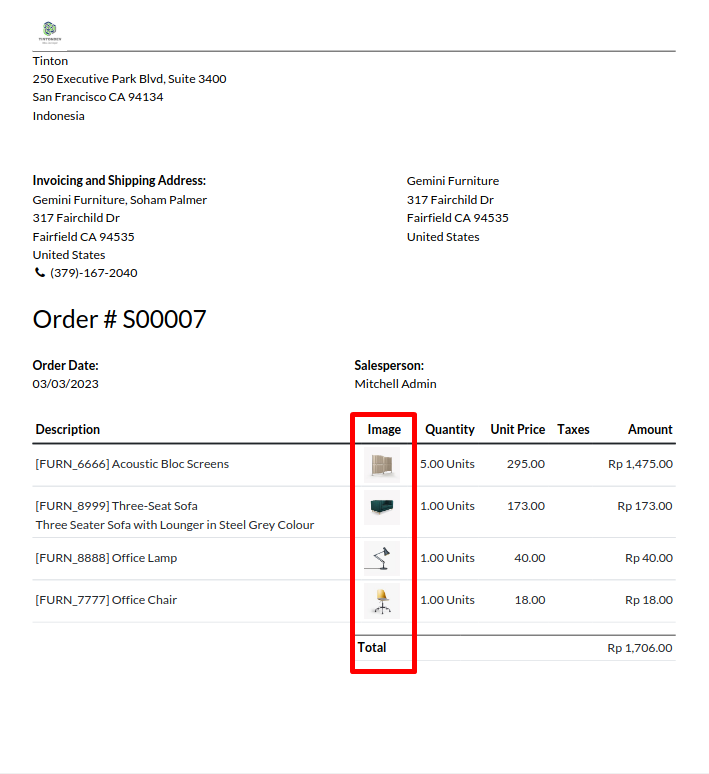 Tinton
250 Executive Park Blvd, Suite 3400
San Francisco CA 94134
Indonesia
Invoicing and Shipping Address:
Gemini Furniture, Soham Palmer
317 Fairchild Dr
Fairfield CA 94535
United States
(379)-167-2040
Gemini Furniture
317 Fairchild Dr
Fairfield CA 94535
United States
Order # S00007
Order Date: Salesperson:
03/03/2023 Mitchell Admin
Description Image Quantity Unit Price Taxes Amount
[FURN_6666] Acoustic Bloc Screens 5.00 Units 295.00 Rp 1,475.00
[FURN_8999] Three-Seat Sofa 1.00 Units 173.00 Rp 173.00
Three Seater Sofa with Lounger in Steel Grey Colour
[FURN_8888] Office Lamp 1.00 Units 40.00 Rp 40.00
[FURN_7777] Office Chair 1.00 Units 18.00 Rp 18.00
Total Rp 1,706.00